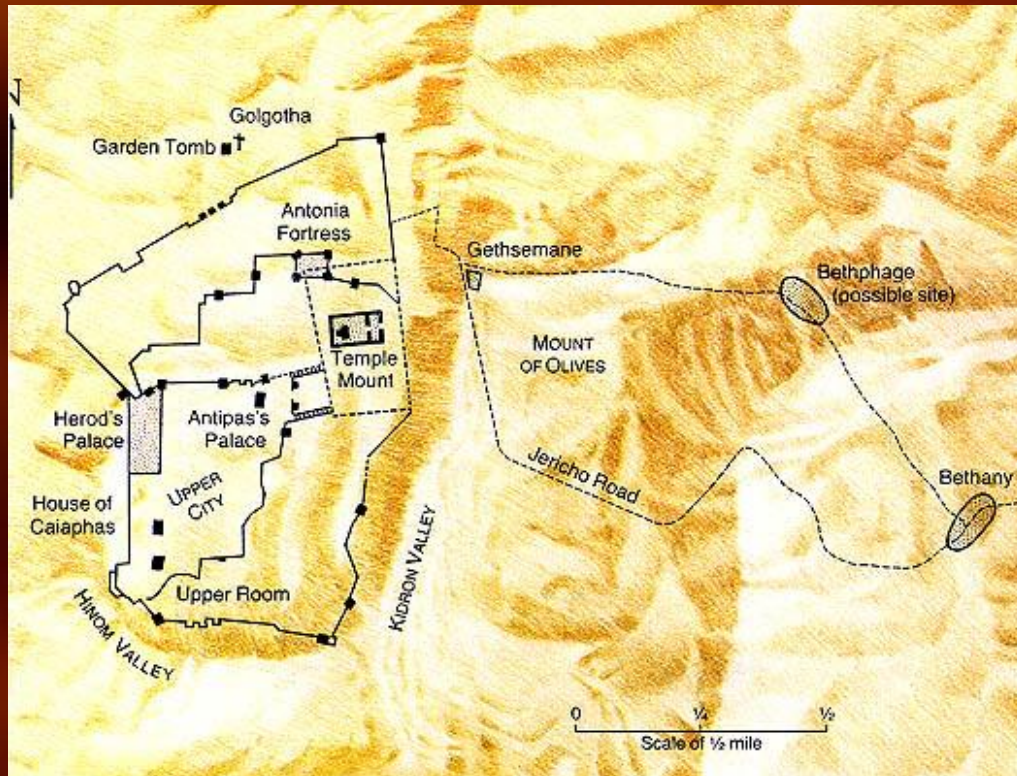 N
Golgotha
Garden Tomb
Antonia
Fortress
Gethsemane
Bethphage
(possible site)
MOUNT
OF OLIVES
Temple
Mount
Herod's
Palace
Antipas's
Palace
Jericho Road
Bethany
House of
Caiaphas
UPPER
CITY
Upper Room
KIDRON VALLEY
HINOM VALLEY
0 ¼ ½
Scale of ½ mile